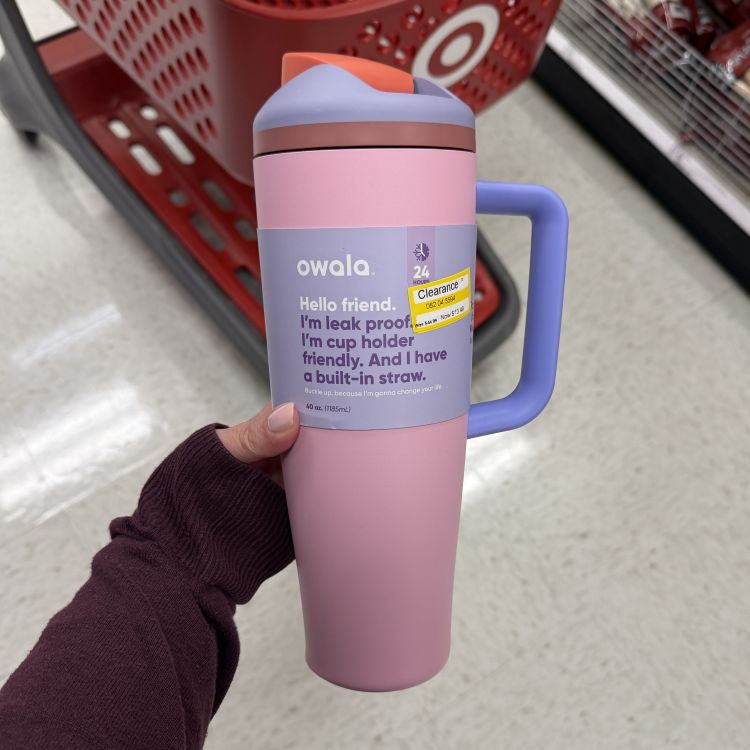 owala
24
HOURS
Clearance
Hello friend.
I'm leak proof.
I'm cup holder
friendly. And I have
a built-in straw.
Buckle up, because I'm gonna change your life.
40 oz. (1185mL)